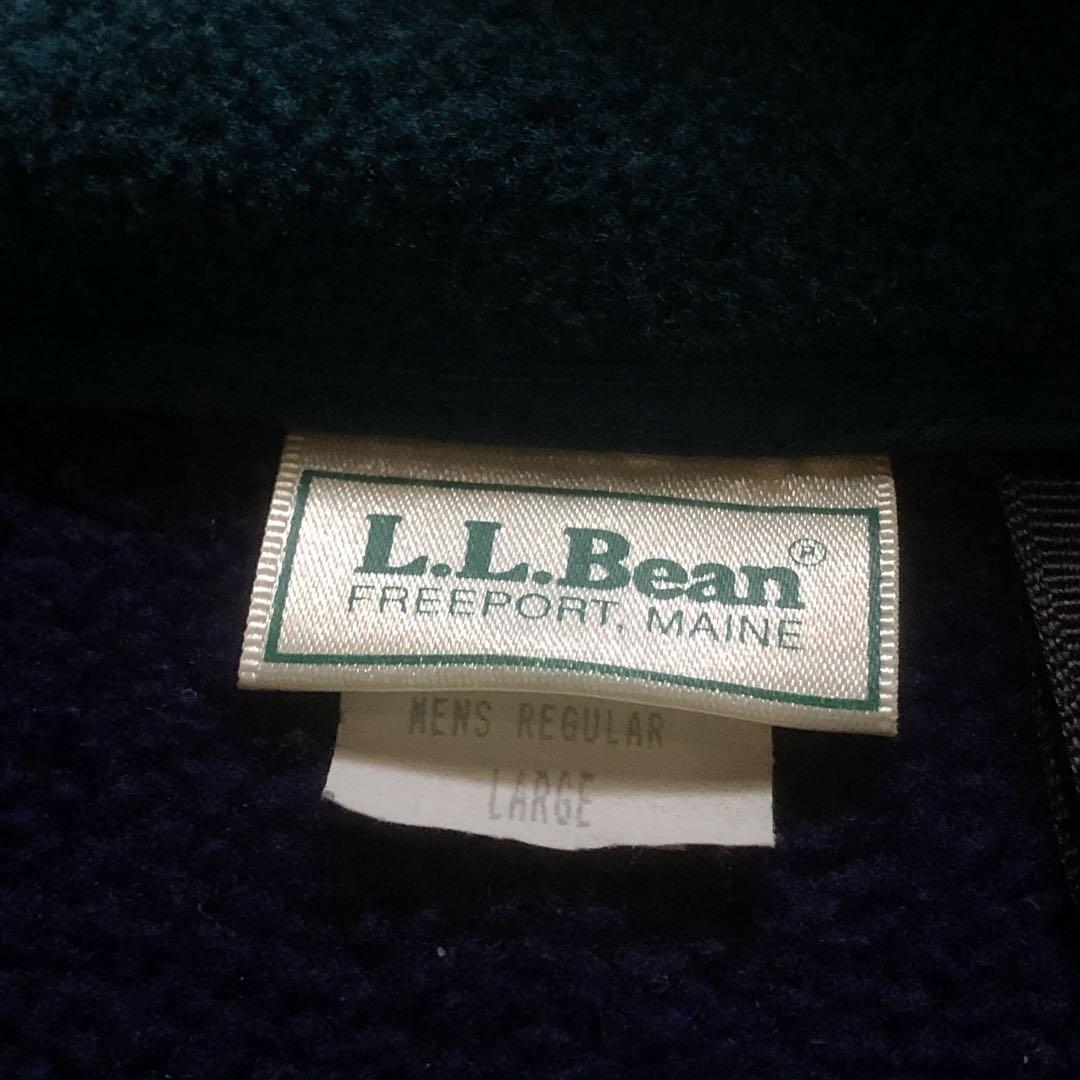 L.L.Bean®
FREEPORT, MAINE
MENS REGULAR
LARGE